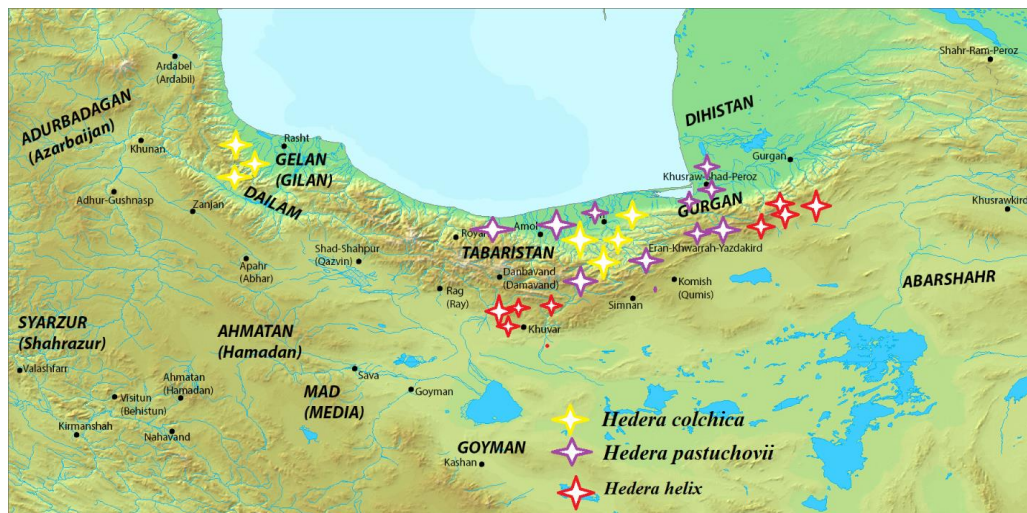 Shahr-Ram-Peroz
Ardabel
(Ardabil)
ADURBADAGAN
(Azarbaijan)
Khunan
Rasht
GELAN
(GILAN)
DIHISTAN
Gurgan
Khusraw-Shad-Peroz
Adhur-Gushnasp
Zanjan
DAILAM
GURGAN
Khusrawkird
Royan
Amol
TABARISTAN
Eran-Khwarrah-Yazdakird
Shad-Shahpur
(Qazvin)
Apahr
(Abhar)
Danbavand
(Damavand)
Rag
(Ray)
Komish
(Qumis)
Simnan
ABARSHAHR
Khuvar
SYARZUR
(Shahrazur)
AHMATAN
(Hamadan)
Valashfarr
Ahmatan
(Hamadan)
Sava
Visitun
(Behistun)
MAD
(MEDIA)
Goyman
Kirmanshah
Nahavand
GOYMAN
Kashan
Hedera colchica
Hedera pastuchovii
Hedera helix